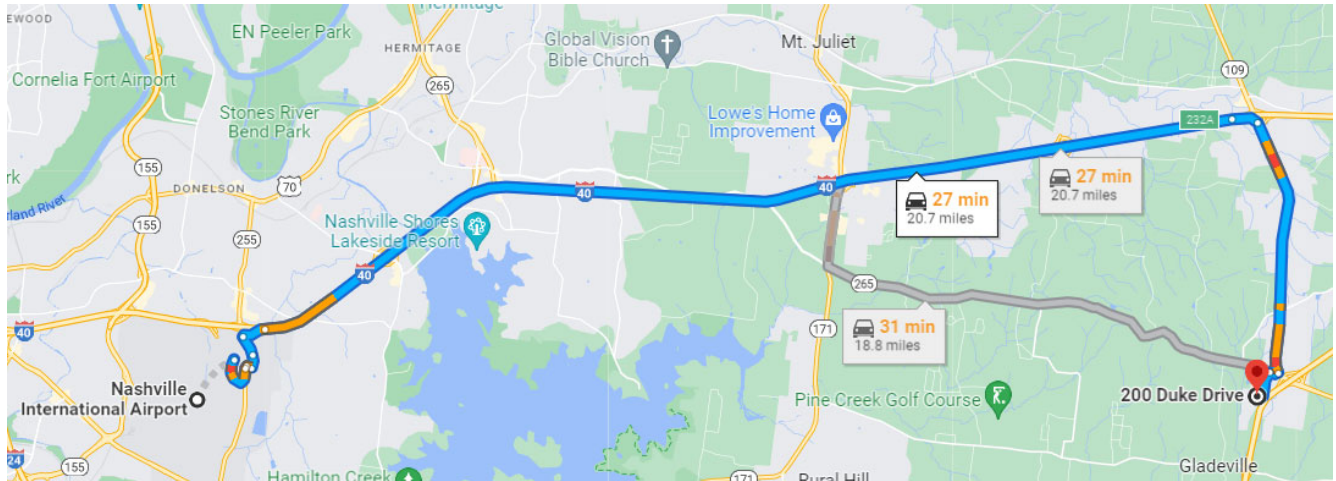 EWOOD
EN Peeler Park
Hermitage
HERMITAGE
Global Vision
Bible Church
Mt. Juliet
109
Cornelia Fort Airport
265
Stones River
Bend Park
Lowe's Home
Improvement
232A
155
155
rk
DONELSON
70
40
40
27 min
20.7 miles
27 min
20.7 miles
rland River
Nashville Shores
Lakeside Resort
255
40
265
40
171
31 min
18.8 miles
Nashville
International Airport
200 Duke Drive
Pine Creek Golf Course
24
155
Hamilton Creek
171
Rural Hill
Gladeville